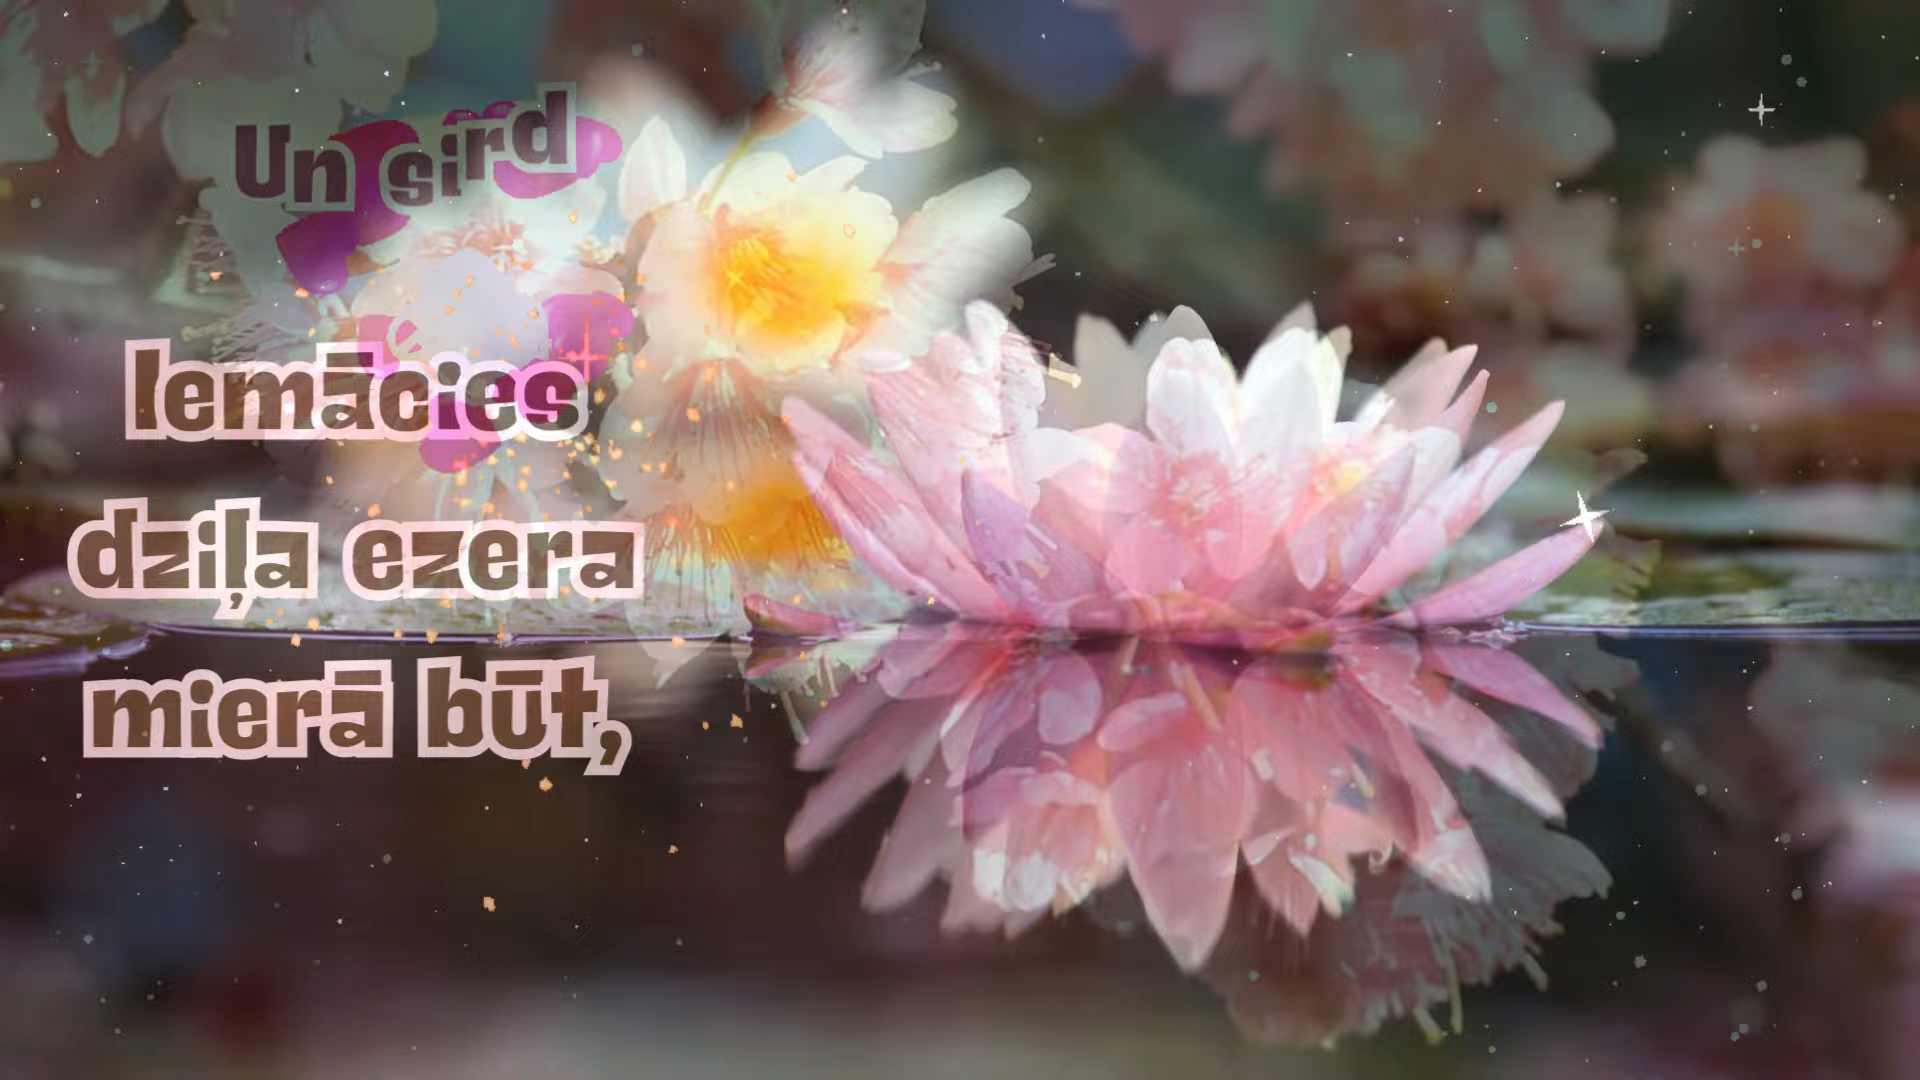 Un sird
Iemācies
dziļa ezera
mierā būt,